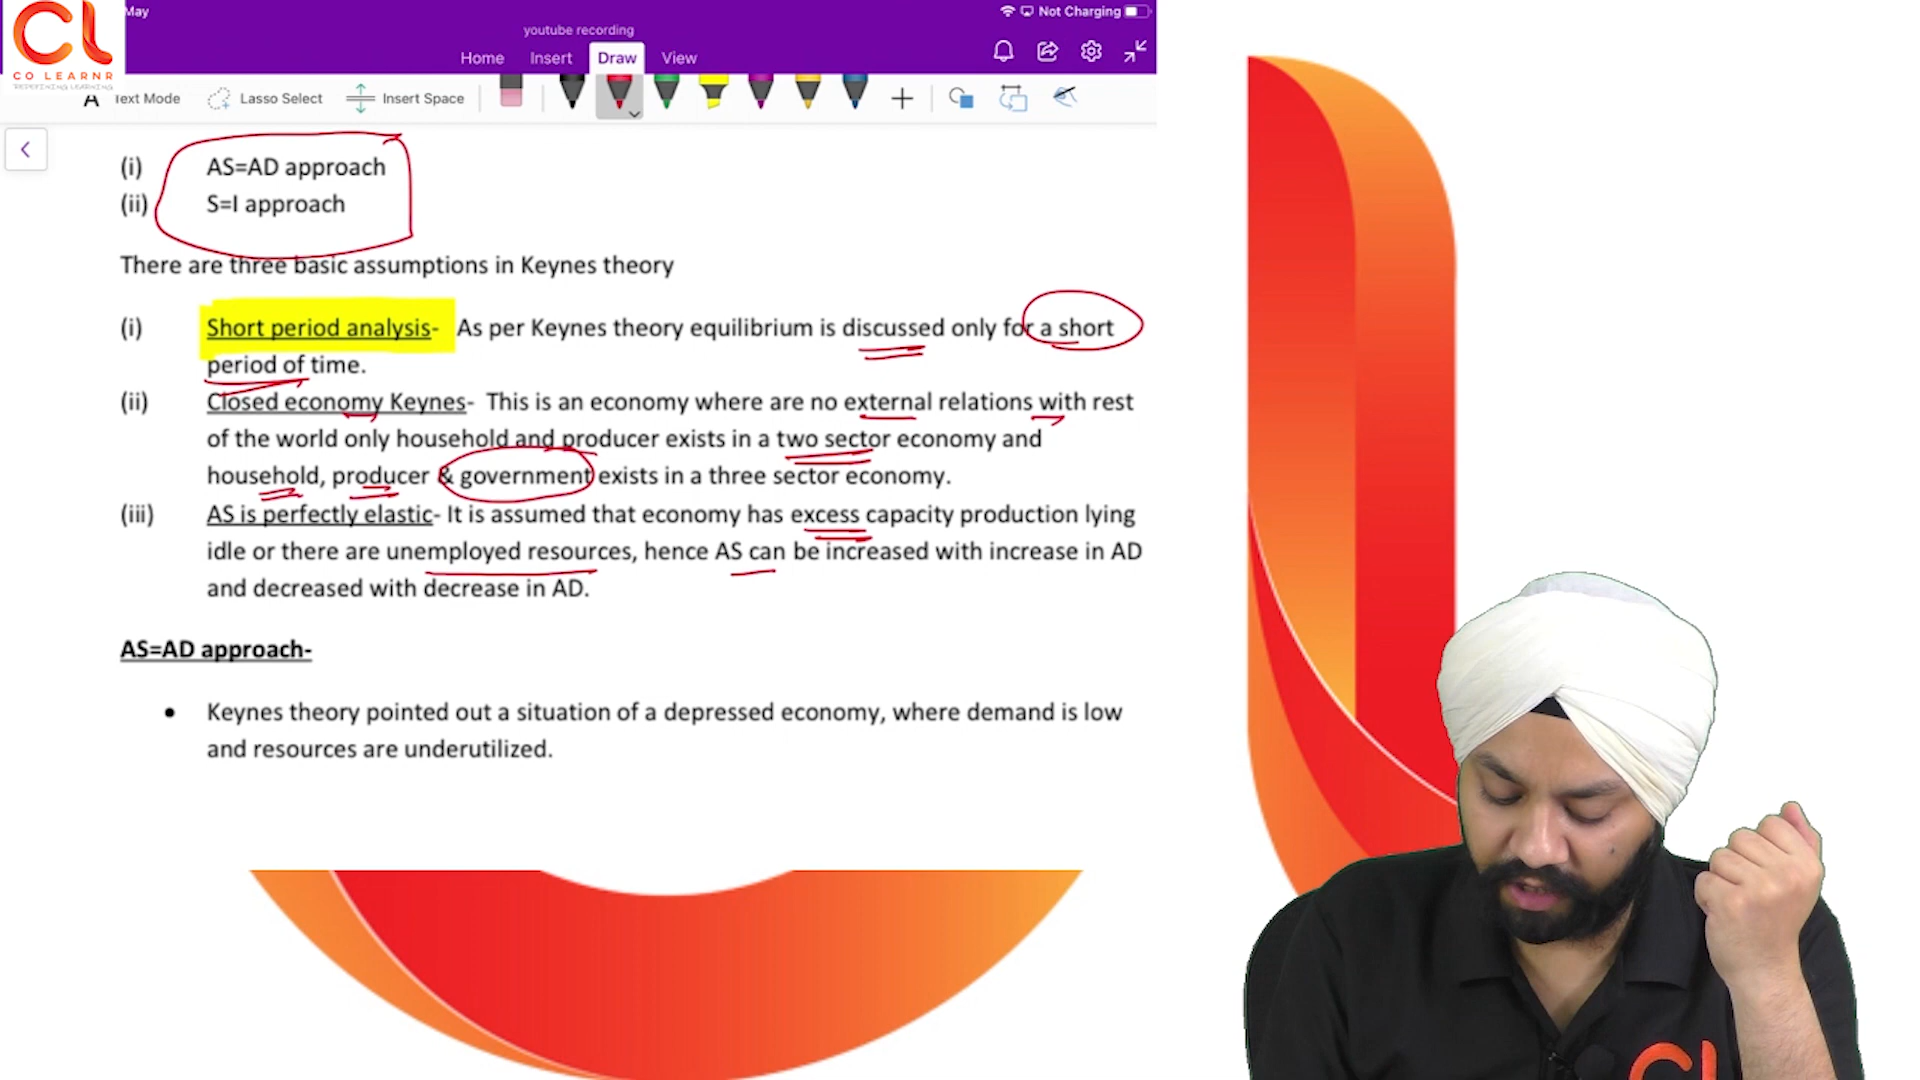 May
Not Charging
CO LEARNR
REDEFINING LEARNING
youtube recording
Home Insert Draw View
Text Mode Lasso Select Insert Space
(i) AS=AD approach
(ii) S=I approach
There are three basic assumptions in Keynes theory
(i) Short period analysis- As per Keynes theory equilibrium is discussed only for a short
period of time.
(ii) Closed economy Keynes- This is an economy where are no external relations with rest
of the world only household and producer exists in a two sector economy and
household, producer & government exists in a three sector economy.
(iii) AS is perfectly elastic- It is assumed that economy has excess capacity production lying
idle or there are unemployed resources, hence AS can be increased with increase in AD
and decreased with decrease in AD.
AS=AD approach-
• Keynes theory pointed out a situation of a depressed economy, where demand is low
and resources are underutilized.